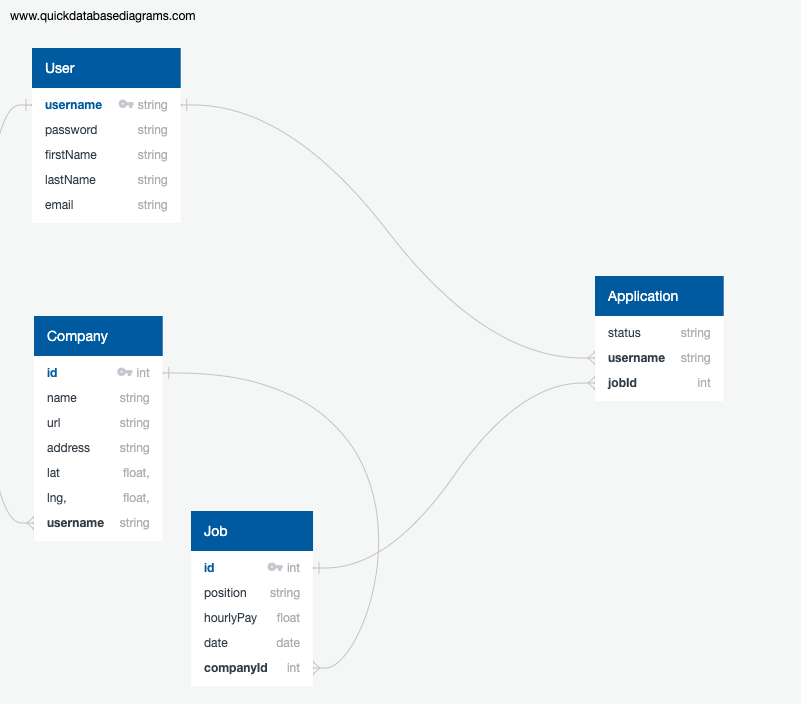 www.quickdatabasediagrams.com
User
username string
password string
firstName string
lastName string
email string
Company
id int
name string
url string
address string
lat float,
lng, float,
username string
Job
id int
position string
hourlyPay float
date date
companyId int
Application
status string
username string
jobId int